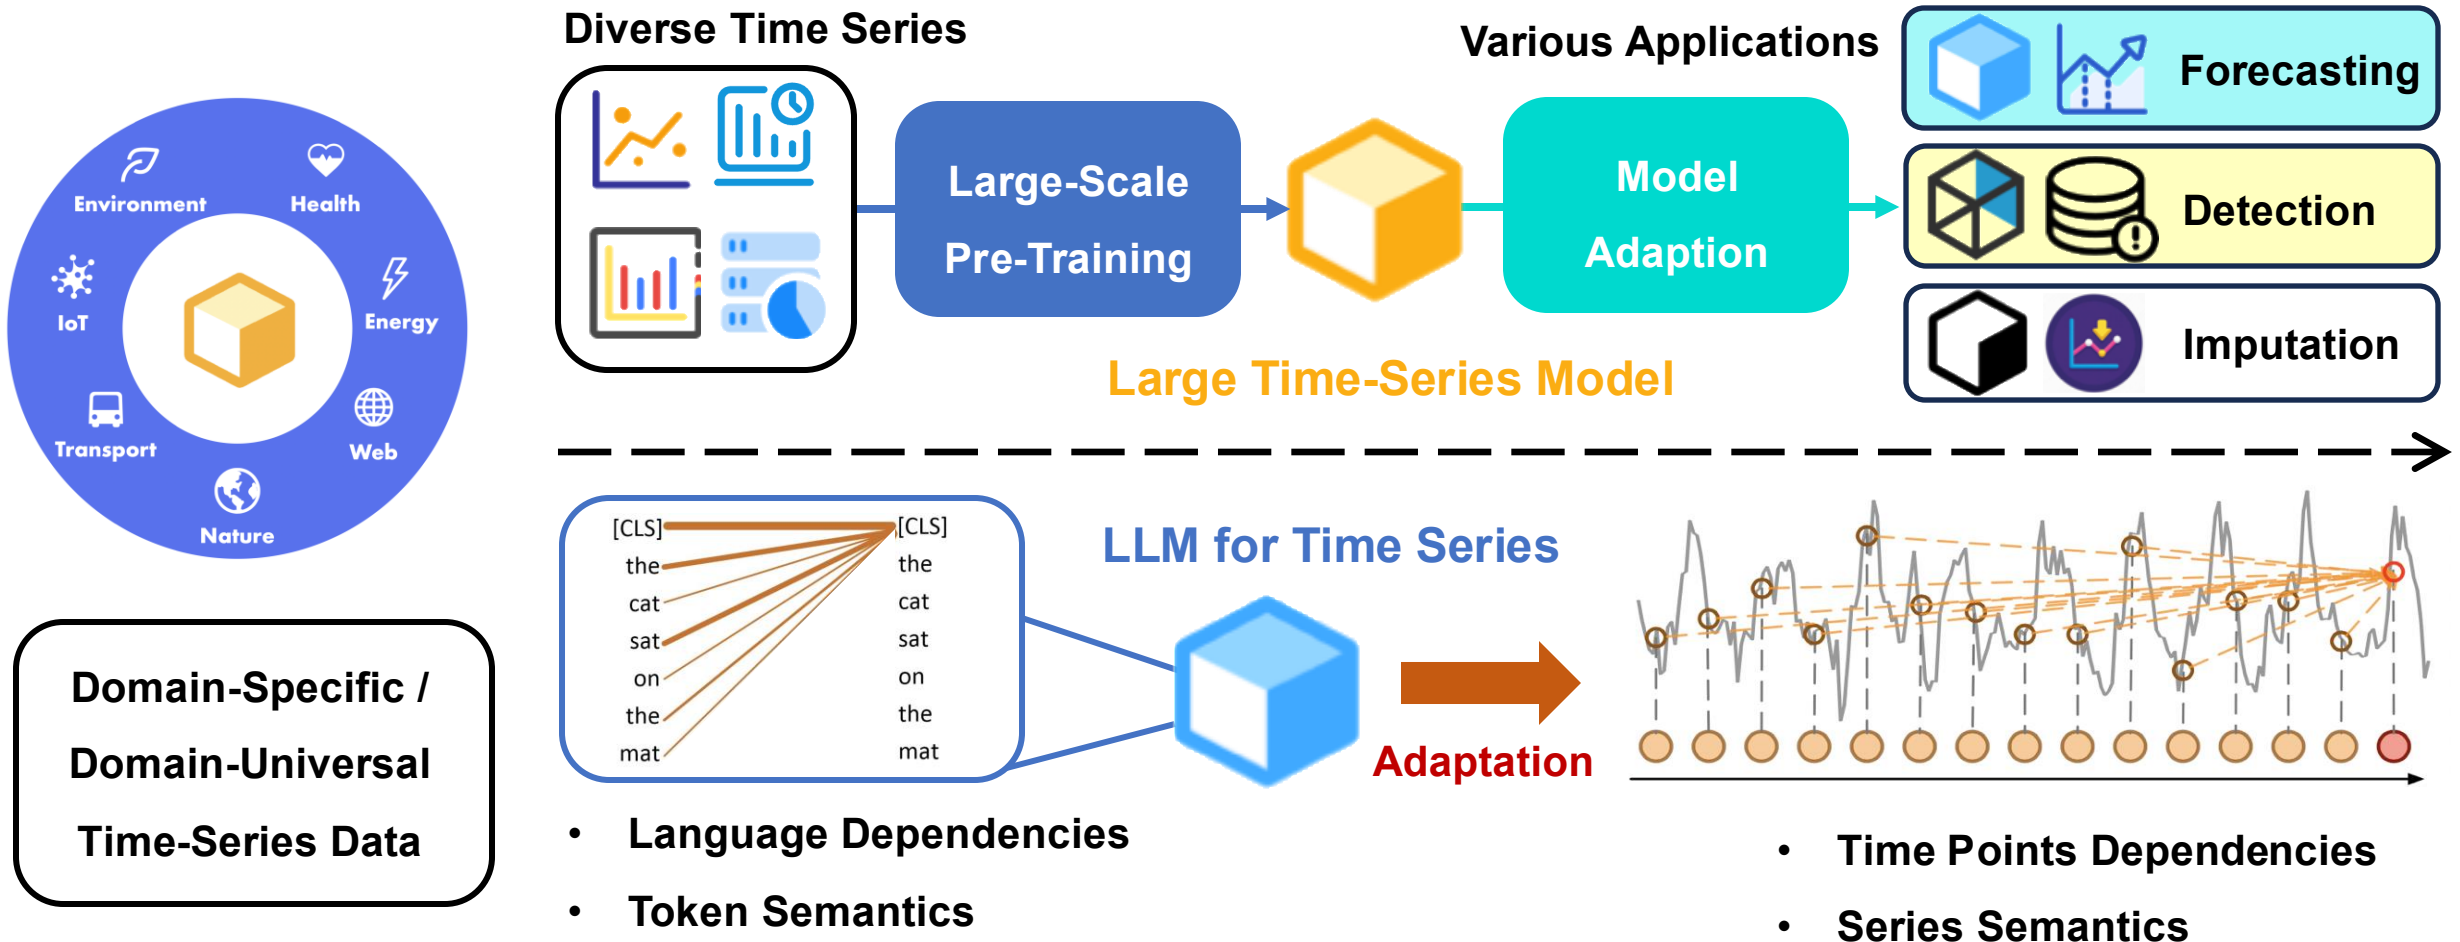 Environment
Health
IoT
Energy
Transport
Web
Nature
Domain-Specific /
Domain-Universal
Time-Series Data
Diverse Time Series
Large-Scale
Pre-Training
Model
Adaption
Various Applications
Forecasting
Detection
Imputation
Large Time-Series Model
[CLS] [CLS]
the the
cat cat
sat sat
on on
the the
mat mat
LLM for Time Series
Adaptation
• Language Dependencies
• Token Semantics
• Time Points Dependencies
• Series Semantics